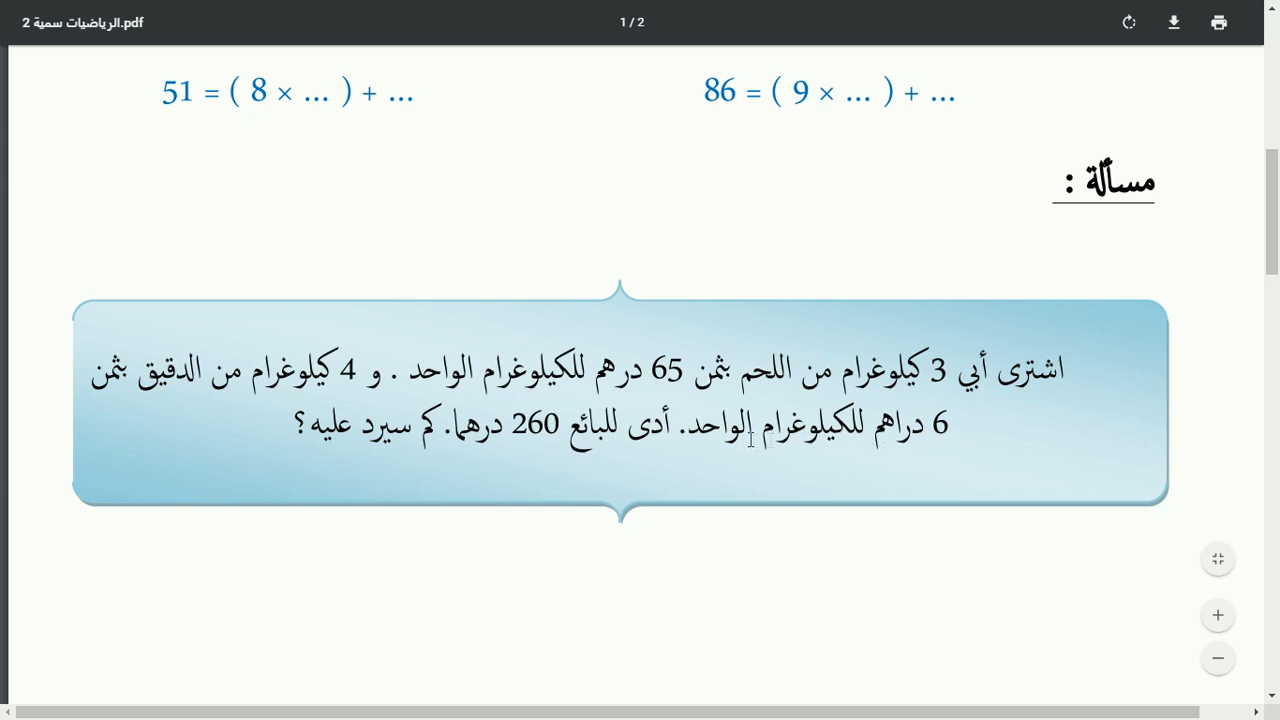 الرياضيات سمية 2.pdf
1 / 2
51 = ( 8 × ... ) + ...
86 = ( 9 × ... ) + ...
مسألة :
اشترى أبي 3 كيلوغرام من اللحم بثمن 65 درهم للكيلوغرام الواحد . و 4 كيلوغرام من الدقيق بثمن
6 دراهم للكيلوغرام الواحد. أدى للبائع 260 درهما. كم سيرد عليه ؟